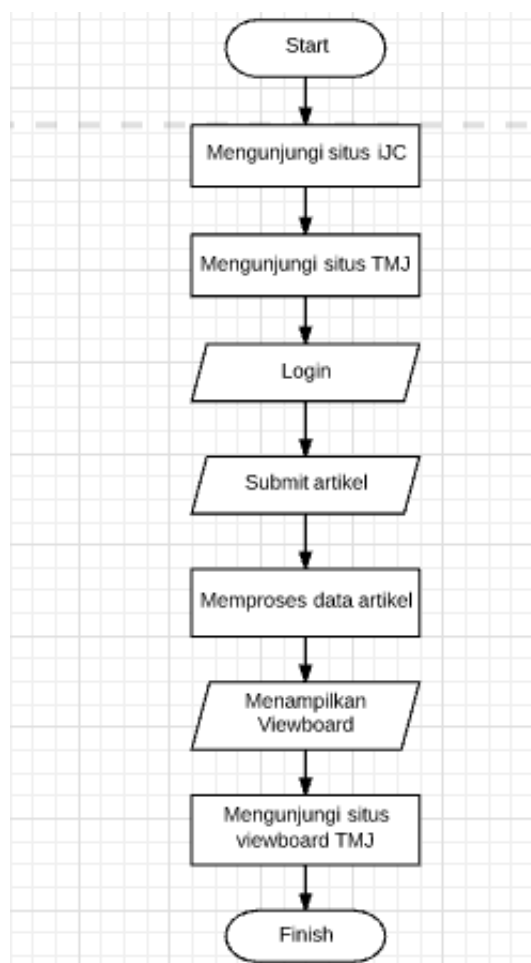 Start
Mengunjungi situs iJC
Mengunjungi situs TMJ
Login
Submit artikel
Memproses data artikel
Menampilkan
Viewboard
Mengunjungi situs
viewboard TMJ
Finish